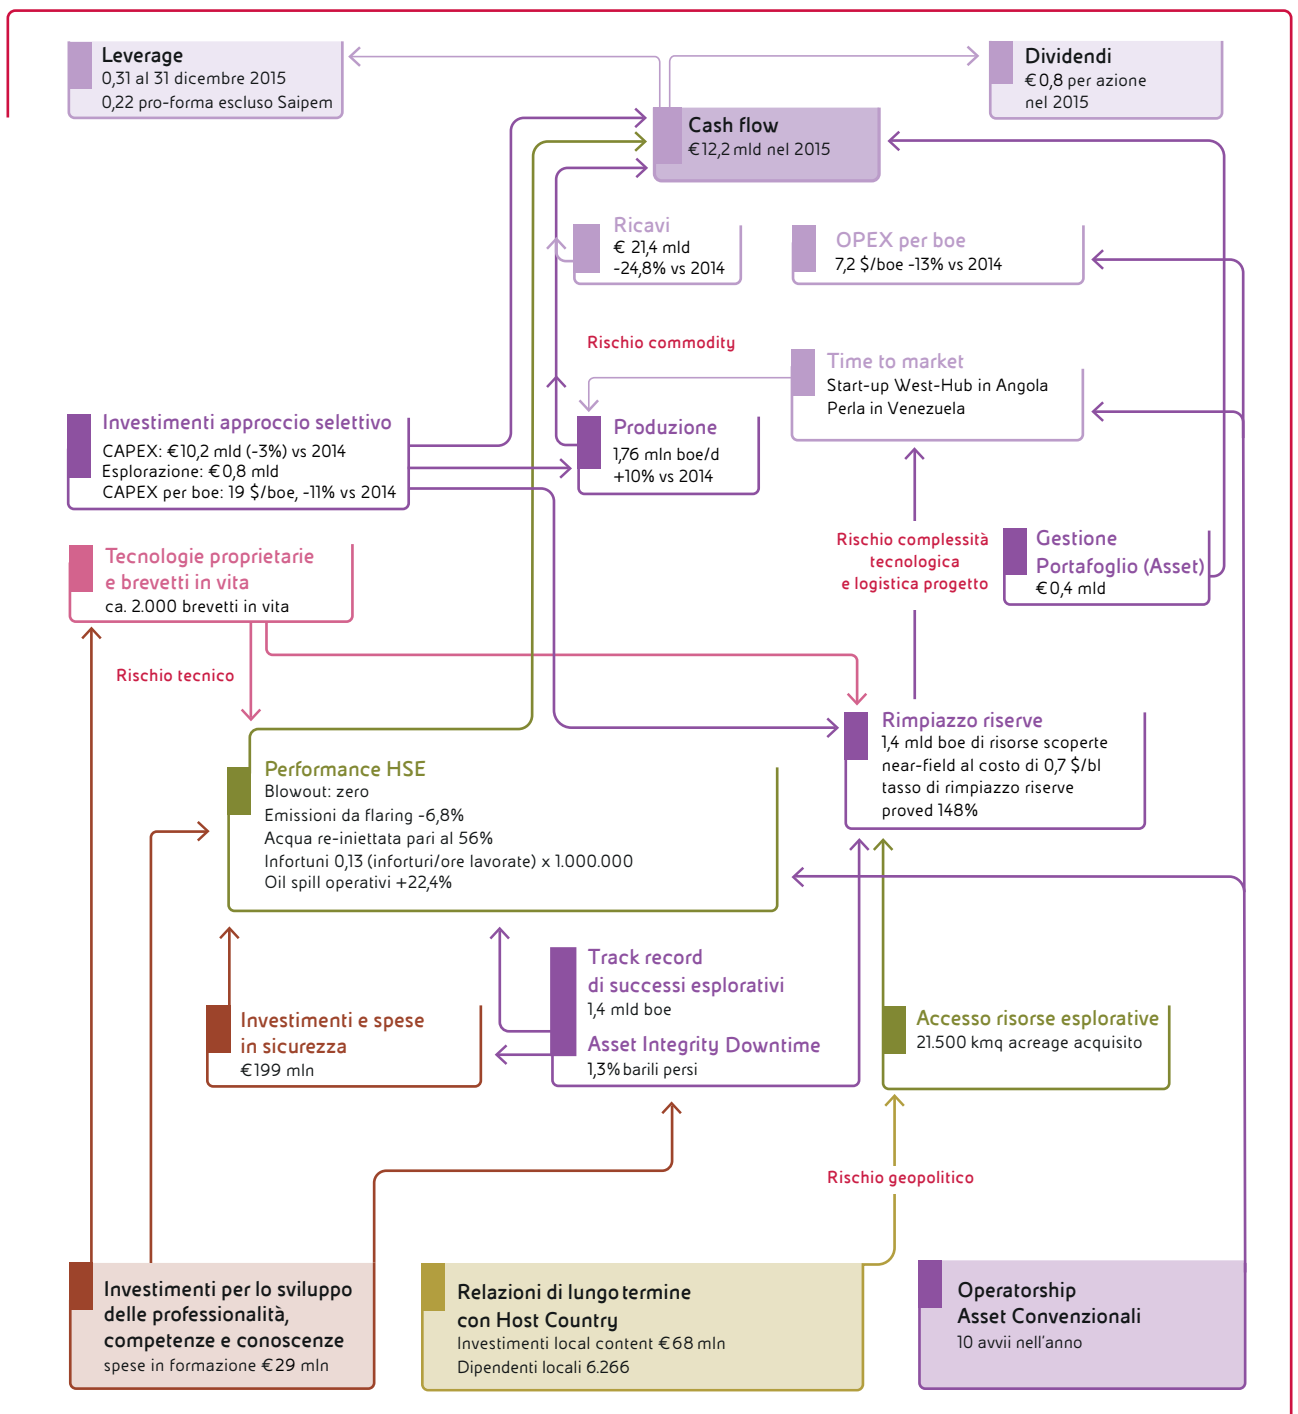 Leverage
0,31 al 31 dicembre 2015
0,22 pro-forma escluso Saipem
Dividendi
€ 0,8 per azione
nel 2015
Cash flow
€ 12,2 mld nel 2015
Ricavi
€ 21,4 mld
-24,8% vs 2014
OPEX per boe
7,2 $/boe -13% vs 2014
Rischio commodity
Time to market
Start-up West-Hub in Angola
Perla in Venezuela
Investimenti approccio selettivo
CAPEX: €10,2 mld (-3%) vs 2014
Esplorazione: €0,8 mld
CAPEX per boe: 19 $/boe, -11% vs 2014
Produzione
1,76 mln boe/d
+10% vs 2014
Rischio complessità
tecnologica
e logistica progetto
Gestione
Portafoglio (Asset)
€ 0,4 mld
Tecnologie proprietarie
e brevetti in vita
ca. 2.000 brevetti in vita
Rischio tecnico
Rimpiazzo riserve
1,4 mld boe di risorse scoperte
near-field al costo di 0,7 $/bl
tasso di rimpiazzo riserve
proved 148%
Performance HSE
Blowout: zero
Emissioni da flaring -6,8%
Acqua re-iniettata pari al 56%
Infortuni 0,13 (inforturi/ore lavorate) x 1.000.000
Oil spill operativi +22,4%
Track record
di successi esplorativi
1,4 mld boe
Asset Integrity Downtime
1,3% barili persi
Investimenti e spese
in sicurezza
€ 199 mln
Accesso risorse esplorative
21.500 kmq acreage acquisito
Rischio geopolitico
Investimenti per lo sviluppo
delle professionalità,
competenze e conoscenze
spese in formazione € 29 mln
Relazioni di lungo termine
con Host Country
Investimenti local content € 68 mln
Dipendenti locali 6.266
Operatorship
Asset Convenzionali
10 avvii nell'anno